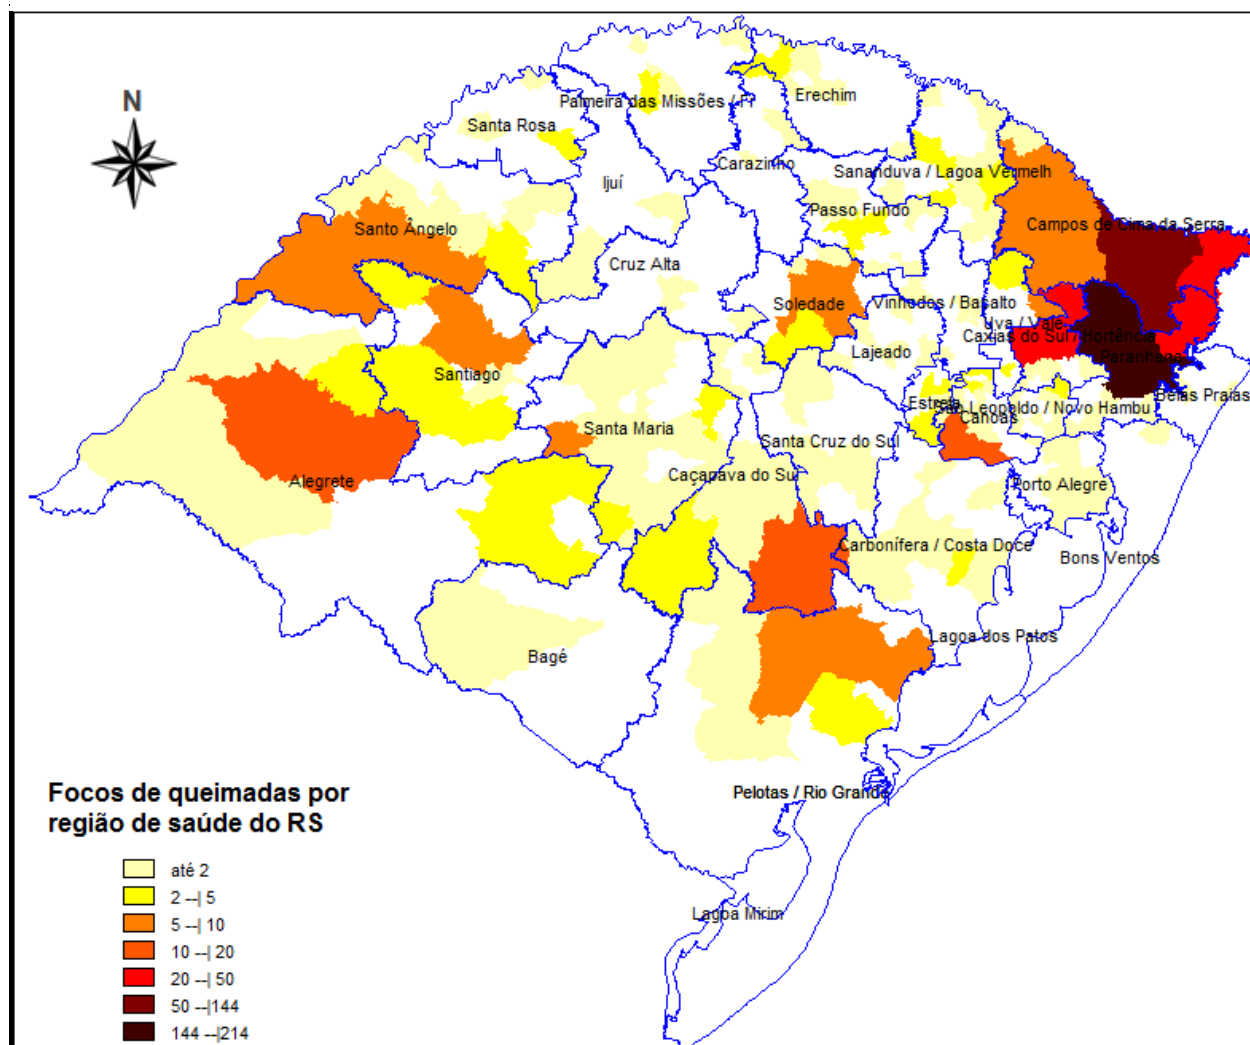 N
Palmeira das Missões / Fr
Erechim
Santa Rosa
Carazinho
Sananduva / Lagoa Vermelh
Ijuí
Passo Fundo
Campos de Cima da Serra
Santo Ângelo
Cruz Alta
Soledade
Vinhedos / Basalto
Uva / Vale
Caxias do Sul / Hortência
Lajeado
Paranhana
Santiago
Belas Praias
Estrela
São Leopoldo / Novo Hambu
Canoas
Santa Maria
Santa Cruz do Sul
Caçapava do Sul
Alegrete
Porto Alegre
Carbonífera / Costa Doce
Bons Ventos
Lagoa dos Patos
Bagé
Pelotas / Rio Grande
Lagoa Mirim
Focos de queimadas por
região de saúde do RS
até 2
2 --| 5
5 --| 10
10 --| 20
20 --| 50
50 --|144
144 --|214